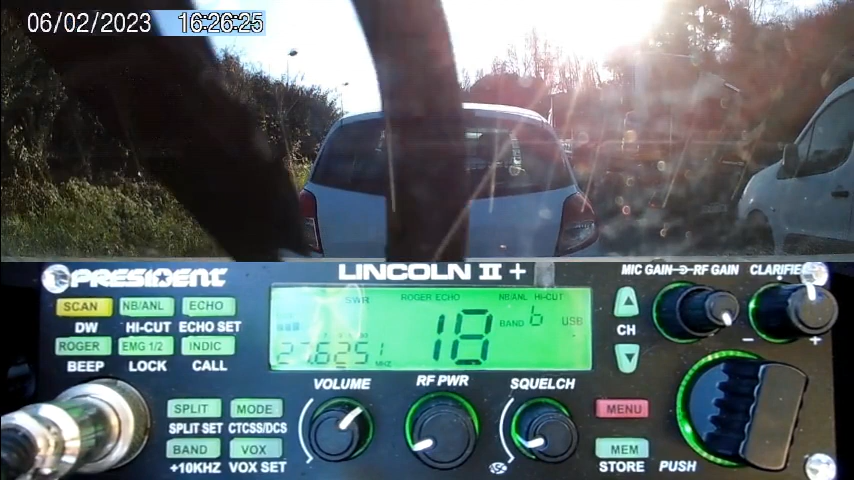 06/02/2023 16:26:25
PRESIDENT LINCOLN II + MIC GAIN RF GAIN CLARIFIE
SCAN NB/ANL ECHO SWR ROGER ECHO NB/ANL HI-CUT
DW HI-CUT ECHO SET 18 BAND 6 USB CH
ROGER EMG 1/2 INDIC 27.6251 MHZ − +
BEEP LOCK CALL
VOLUME RF PWR SQUELCH
SPLIT MODE MENU
SPLIT SET CTCSS/DCS
BAND VOX MEM
+10KHZ VOX SET STORE PUSH